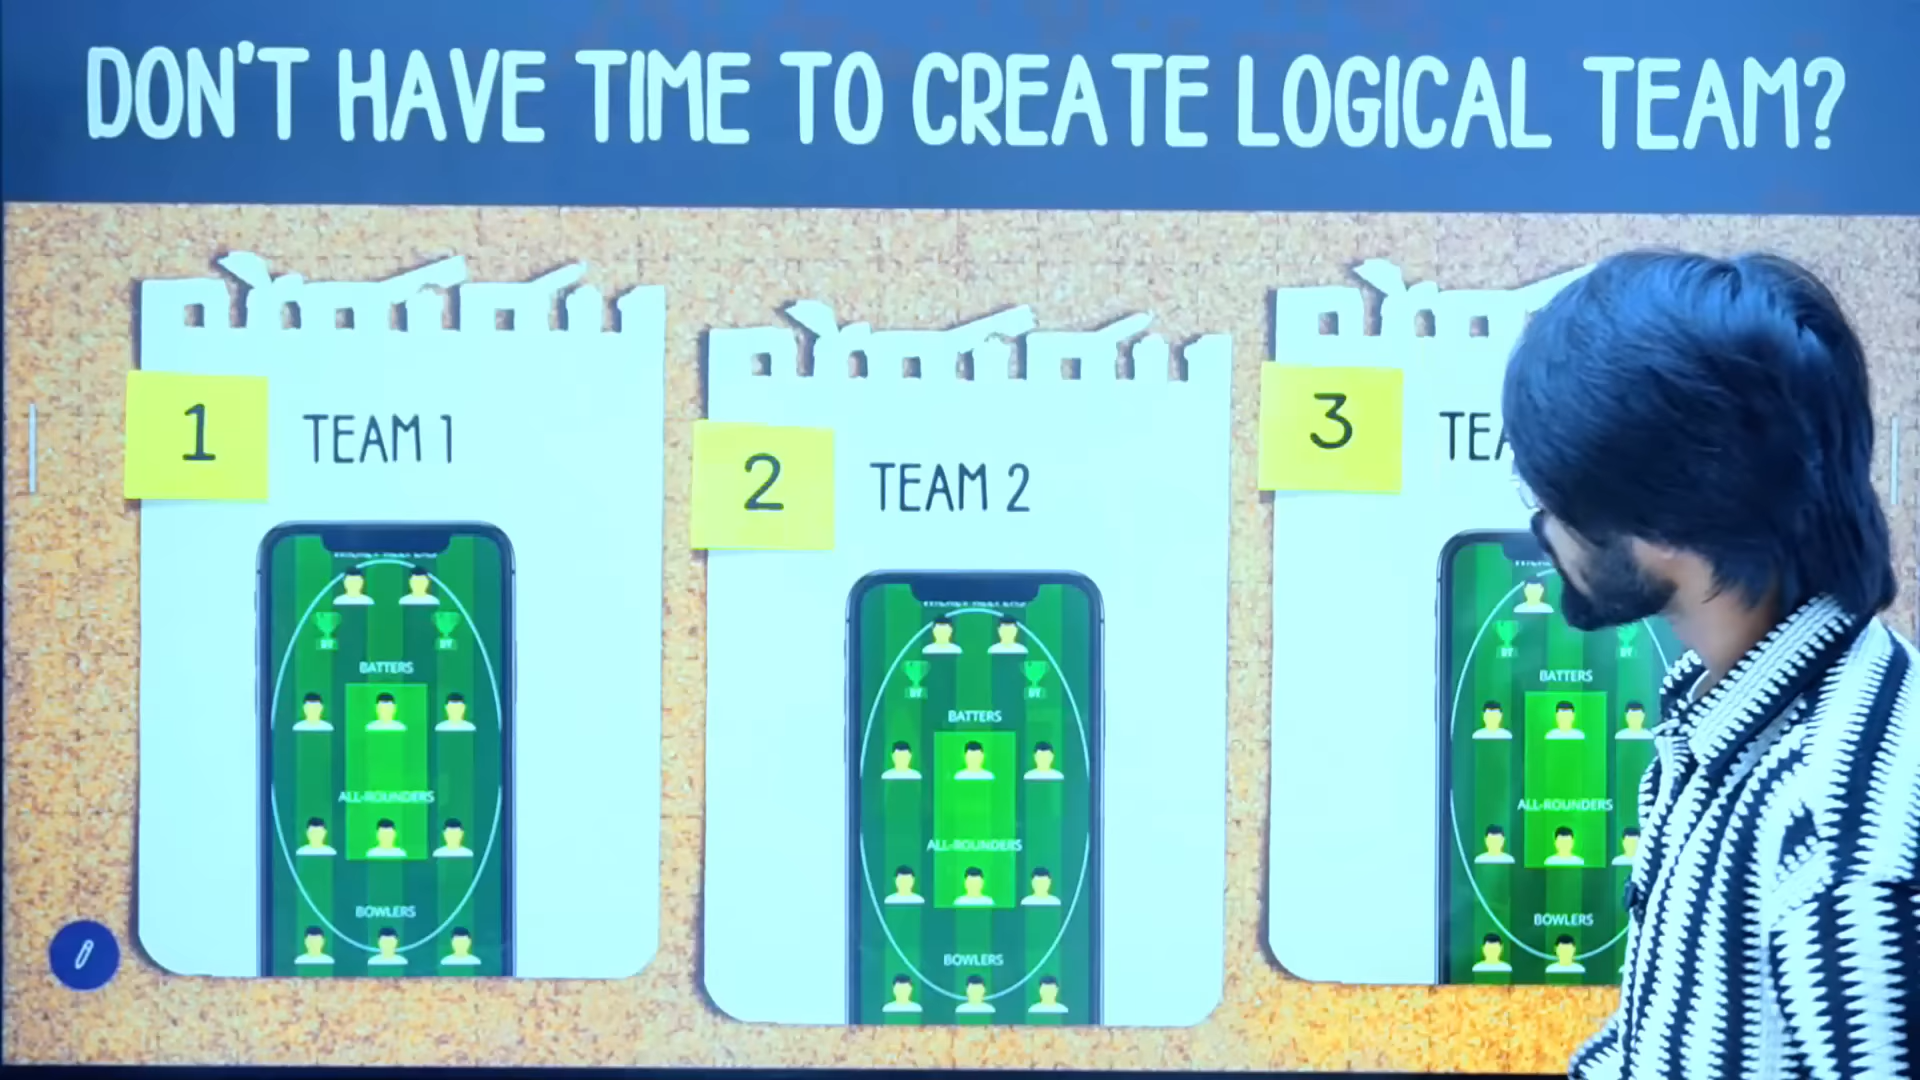 DON'T HAVE TIME TO CREATE LOGICAL TEAM?
1
TEAM 1
BATTERS
ALL-ROUNDERS
BOWLERS
2
TEAM 2
BATTERS
ALL-ROUNDERS
BOWLERS
3
BATTERS
ALL-ROUNDERS
BOWLERS